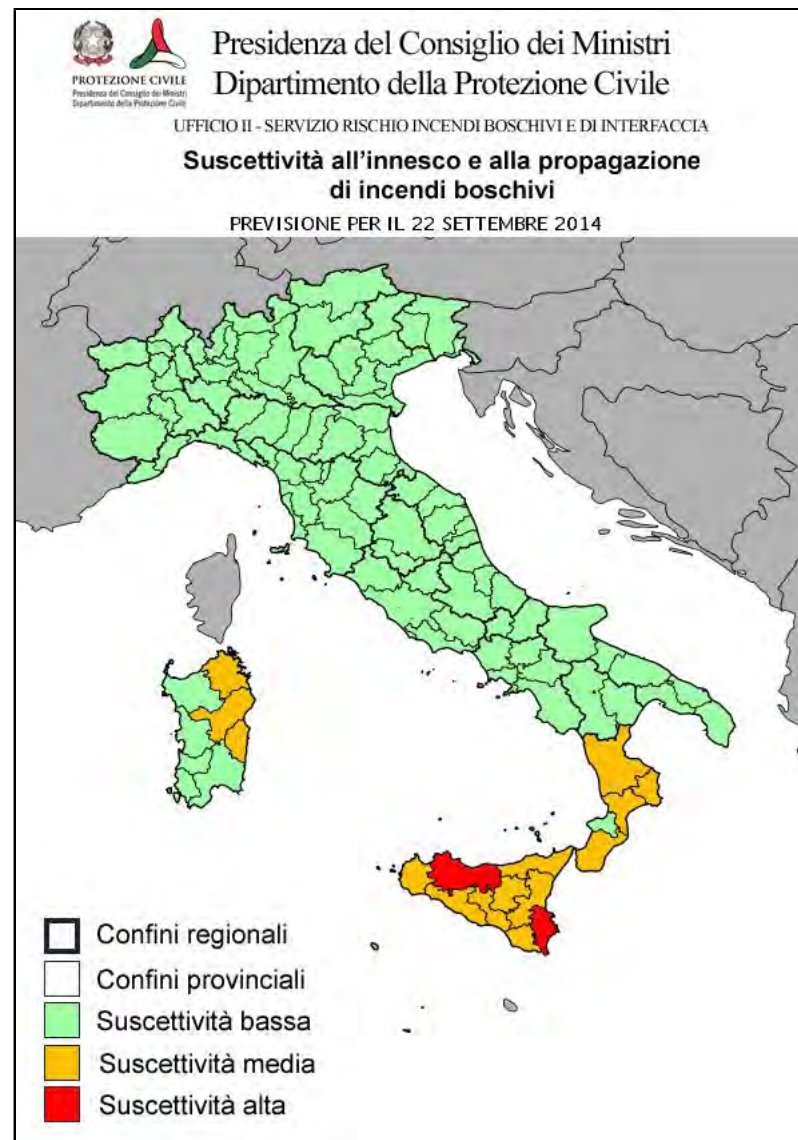 PROTEZIONE CIVILE
Presidenza del Consiglio dei Ministri
Dipartimento della Protezione Civile
Presidenza del Consiglio dei Ministri
Dipartimento della Protezione Civile
UFFICIO II - SERVIZIO RISCHIO INCENDI BOSCHIVI E DI INTERFACCIA
Suscettività all'innesco e alla propagazione
di incendi boschivi
PREVISIONE PER IL 22 SETTEMBRE 2014
Confini regionali
Confini provinciali
Suscettività bassa
Suscettività media
Suscettività alta